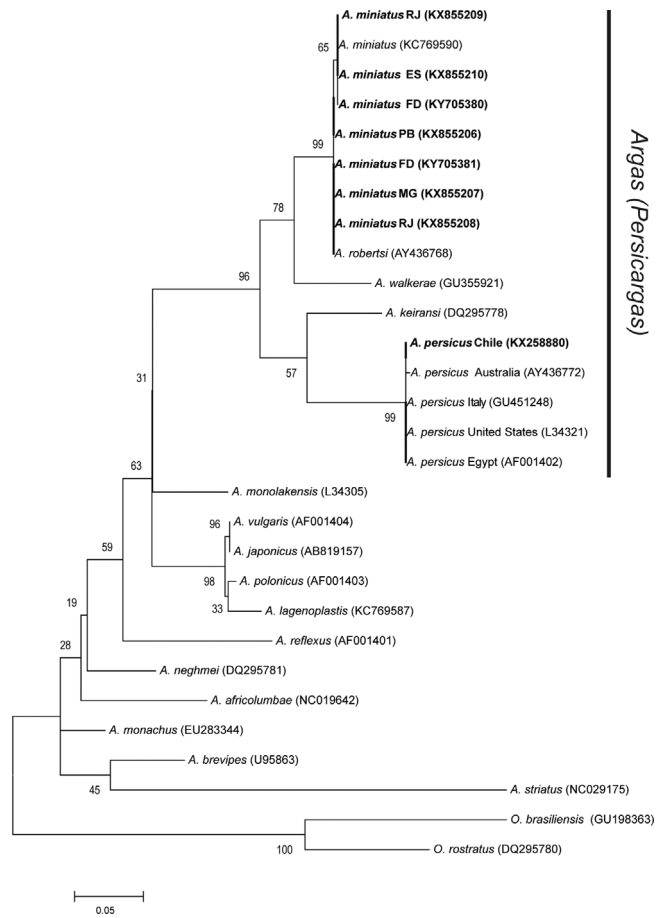 A. miniatus RJ (KX855209)
65
A. miniatus (KC769590)
A. miniatus ES (KX855210)
A. miniatus FD (KY705380)
A. miniatus PB (KX855206)
99
A. miniatus FD (KY705381)
A. miniatus MG (KX855207)
78
A. miniatus RJ (KX855208)
A. robertsi (AY436768)
96
A. walkerae (GU355921)
A. keiransi (DQ295778)
A. persicus Chile (KX258880)
31
57
A. persicus Australia (AY436772)
A. persicus Italy (GU451248)
99
A. persicus United States (L34321)
A. persicus Egypt (AF001402)
Argas (Persicargas)
63
A. monolakensis (L34305)
96
A. vulgaris (AF001404)
59
A. japonicus (AB819157)
98
A. polonicus (AF001403)
33
A. lagenoplastis (KC769587)
19
A. reflexus (AF001401)
28
A. neghmei (DQ295781)
A. africolumbae (NC019642)
A. monachus (EU283344)
A. brevipes (U95863)
45
A. striatus (NC029175)
O. brasiliensis (GU198363)
100
O. rostratus (DQ295780)
0.05